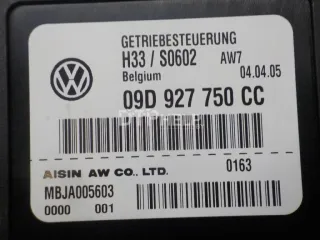 GETRIEBESTEUERUNG
H33 / S0602 AW7
Belgium 04.04.05
09D 927 750 CC
AISIN AW CO., LTD. 0163
MBJA005603
0000 001